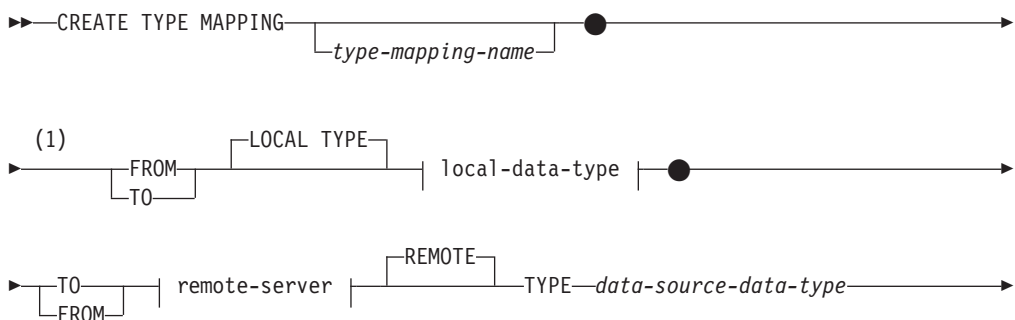 CREATE TYPE MAPPING
type-mapping-name
(1)
LOCAL TYPE
FROM local-data-type
TO
REMOTE
TO remote-server TYPE data-source-data-type
FROM